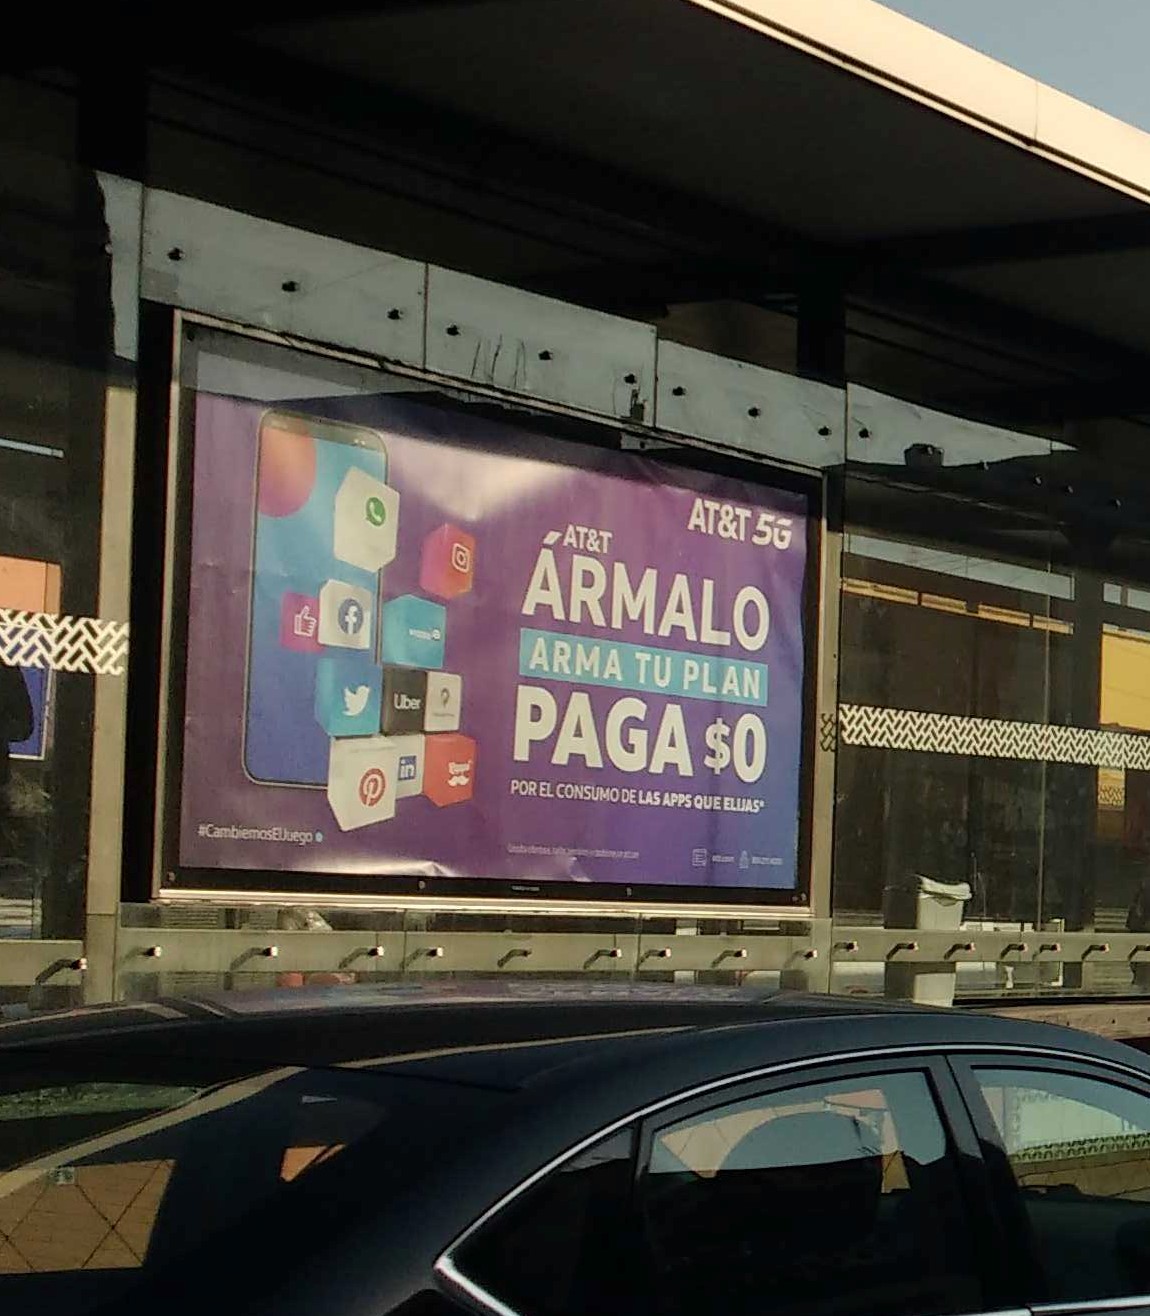 AT&T 5G
AT&T
ÁRMALO
ARMA TU PLAN
PAGA $0
POR EL CONSUMO DE LAS APPS QUE ELIJAS*
Uber
in
#CambiemosElJuego